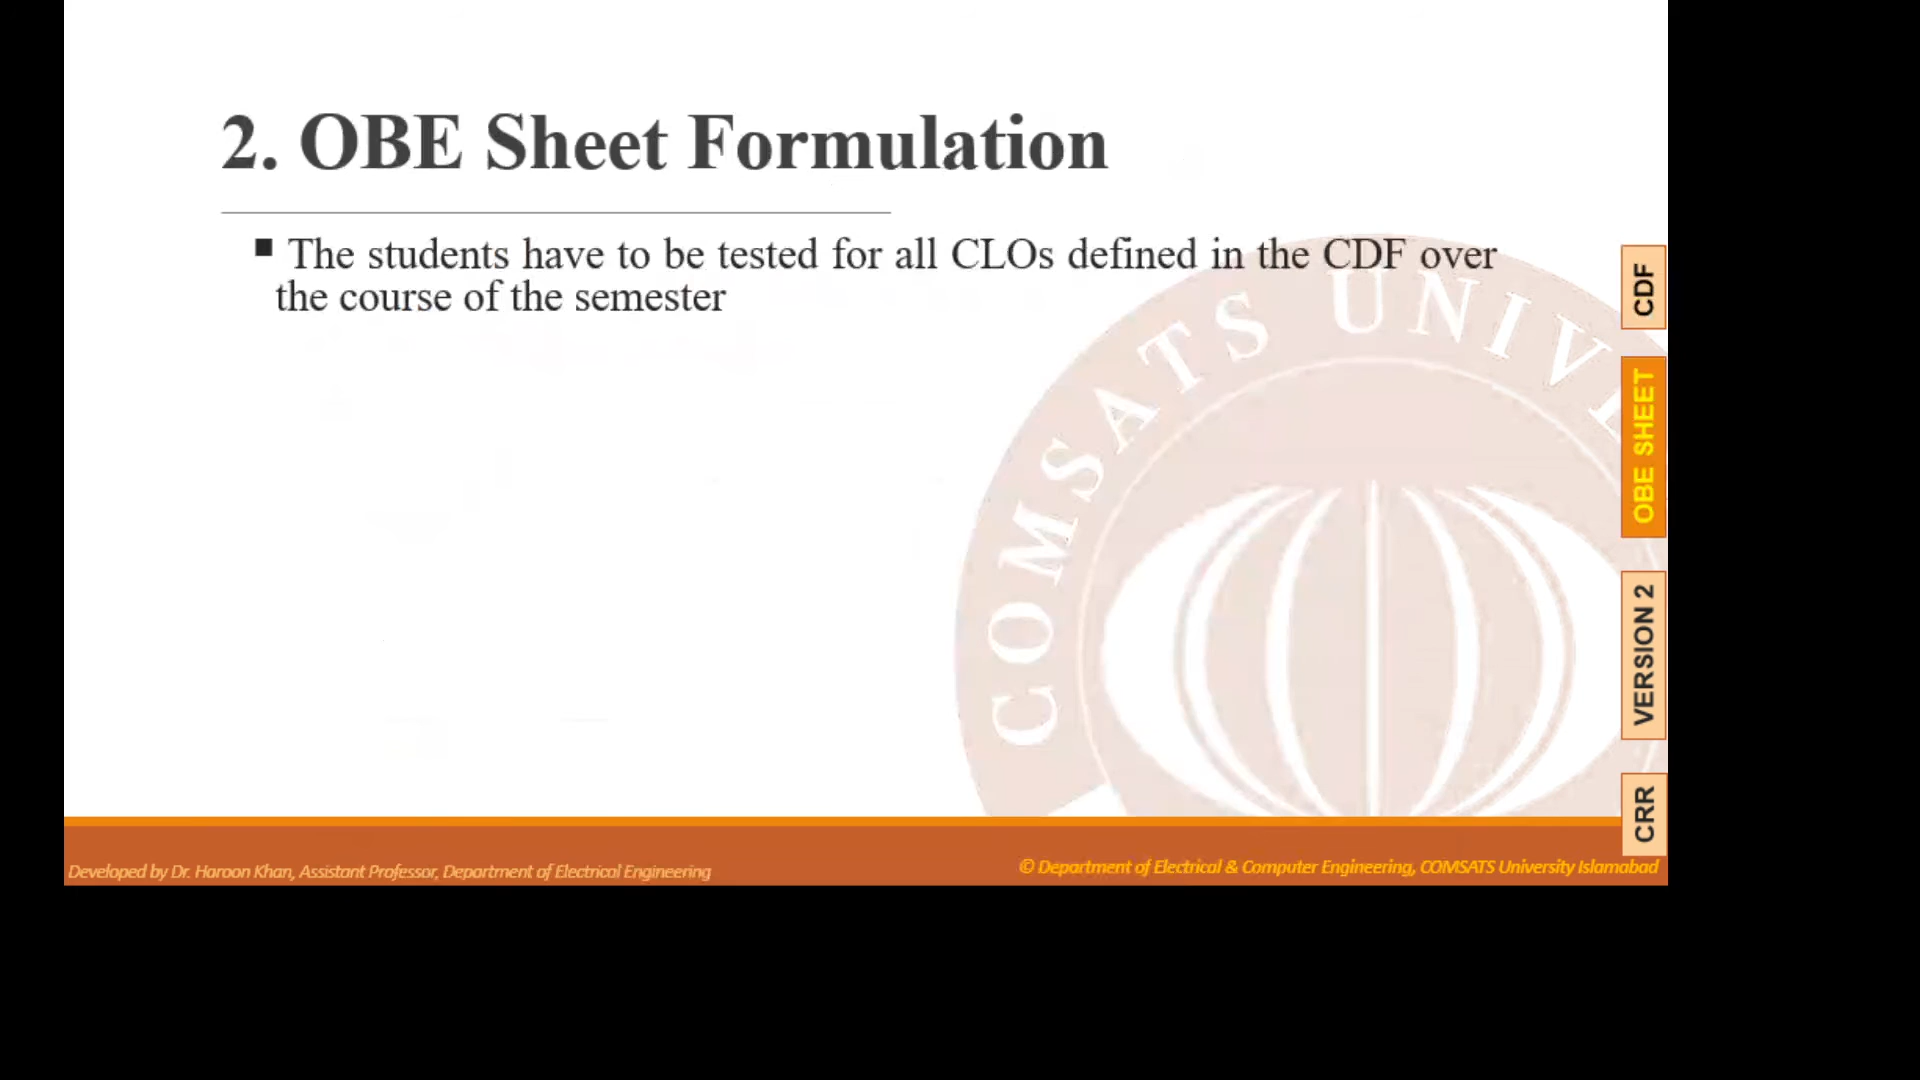 2. OBE Sheet Formulation
▪ The students have to be tested for all CLOs defined in the CDF over
the course of the semester
COMSATS UNIV
CDF
OBE SHEET
VERSION 2
CRR
Developed by Dr. Haroon Khan, Assistant Professor, Department of Electrical Engineering
© Department of Electrical & Computer Engineering, COMSATS University Islamabad